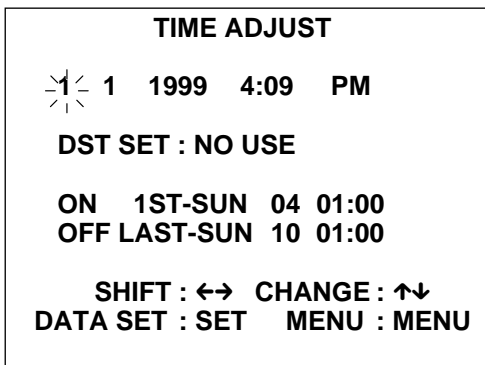 TIME ADJUST
1 1 1999 4:09 PM
DST SET : NO USE
ON 1ST-SUN 04 01:00
OFF LAST-SUN 10 01:00
SHIFT : ←→ CHANGE : ↑↓
DATA SET : SET MENU : MENU